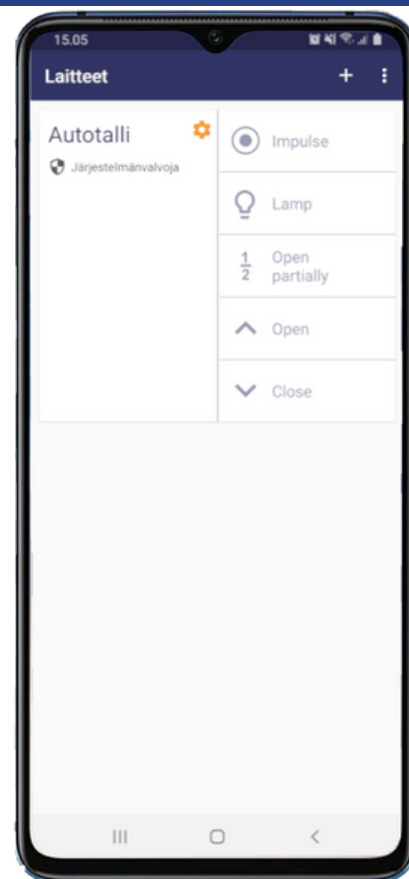 15.05
Laitteet
Autotalli
Järjestelmänvalvoja
Impulse
Lamp
1
2
Open
partially
Open
Close